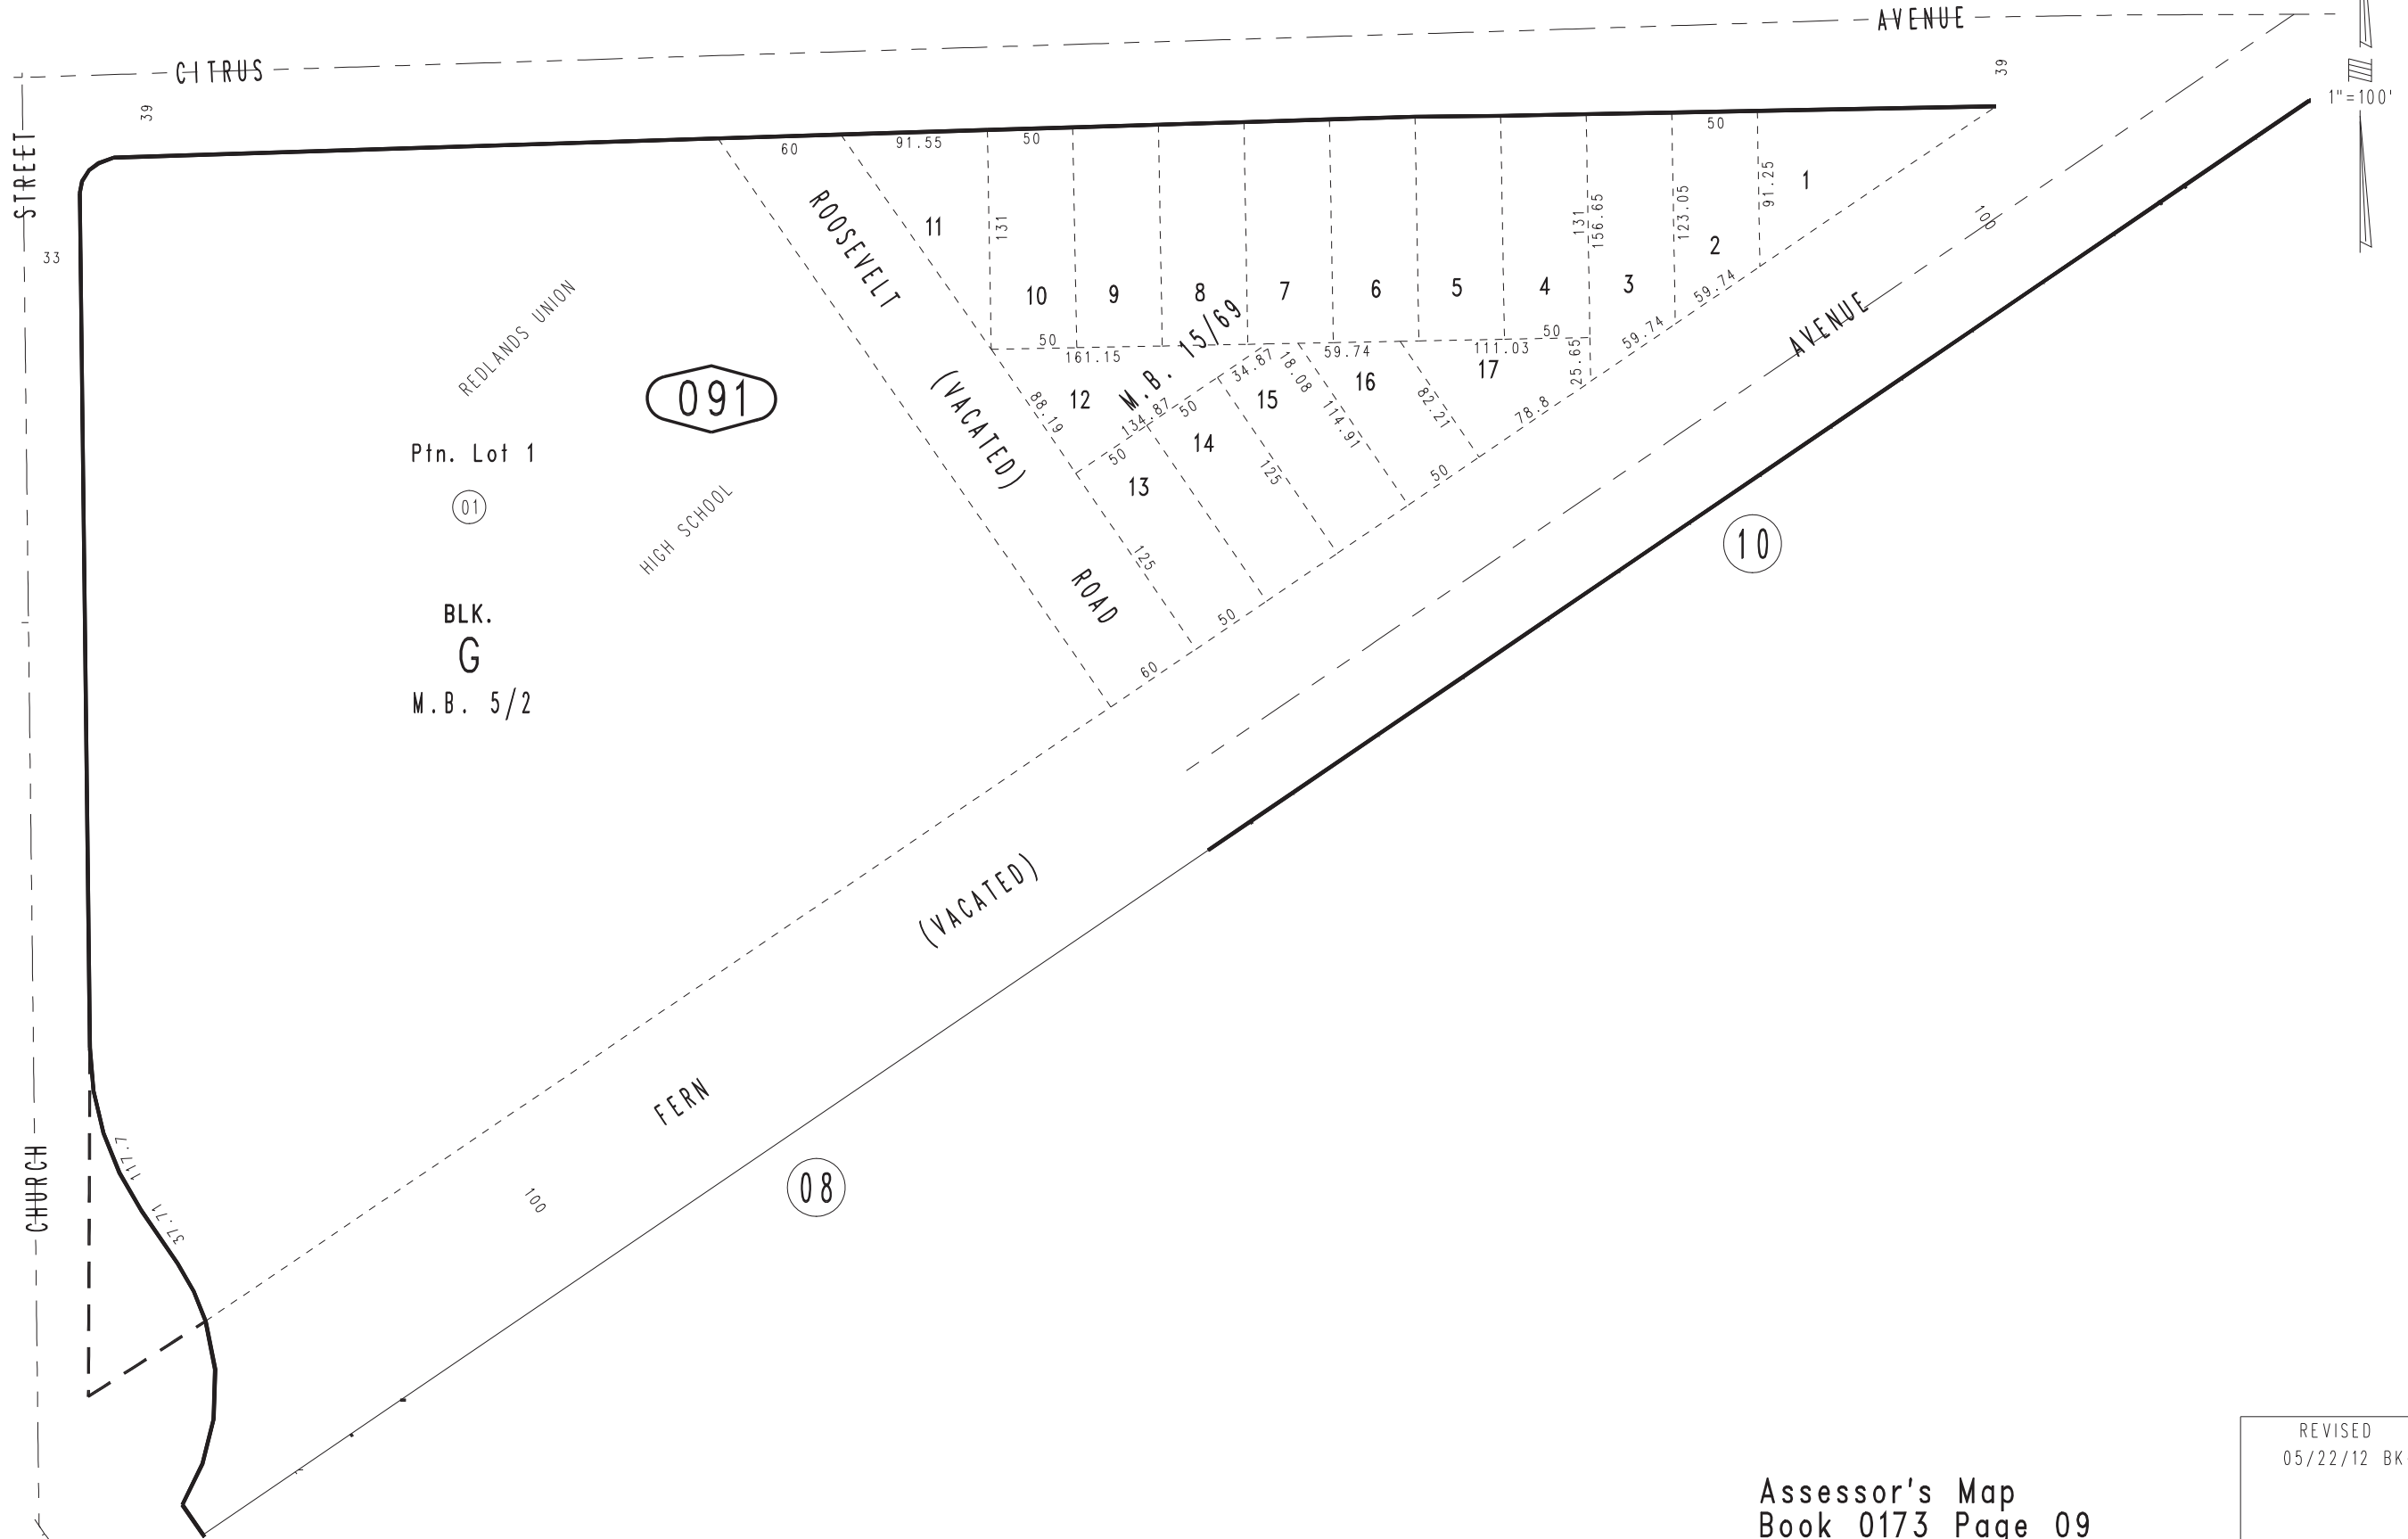 CITRUS
AVENUE
39
39
1"=100'
STREET
33
60
91.55
50
50
ROOSEVELT
(VACATED)
ROAD
11
131
10
9
8
7
6
5
4
131
156.65
3
123.05
2
91.25
1
100
50
161.15
M.B. 15/69
50
59.74
111.03
59.74
59.74
25.65
12
88.19
134.87
34.87
18.08
50
50
15
16
17
114.91
82.21
78.8
14
13
125
125
50
50
60
AVENUE
REDLANDS UNION
HIGH SCHOOL
091
Ptn. Lot 1
01
BLK.
G
M.B. 5/2
10
(VACATED)
FERN
100
08
CHURCH
117.7
37.71
REVISED
05/22/12 BK
Assessor's Map
Book 0173 Page 09